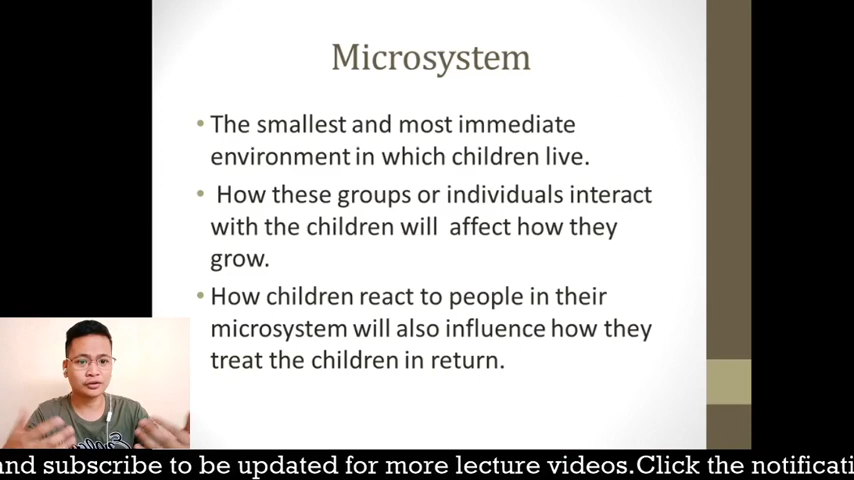 Microsystem
• The smallest and most immediate
environment in which children live.
• How these groups or individuals interact
with the children will affect how they
grow.
• How children react to people in their
microsystem will also influence how they
treat the children in return.
and subscribe to be updated for more lecture videos.Click the